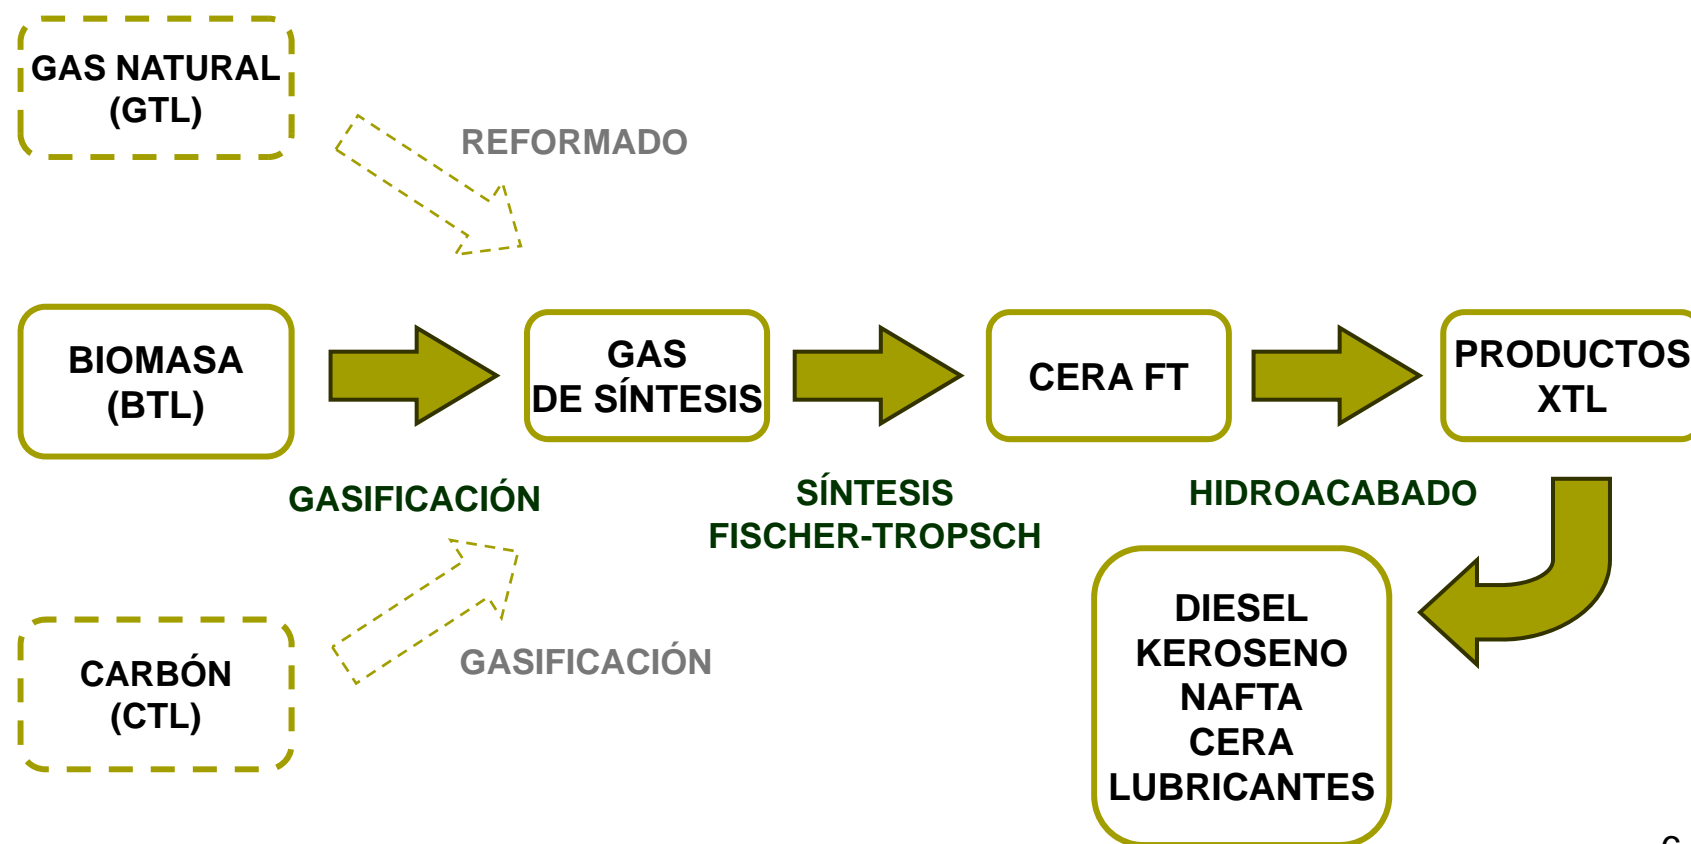 GAS NATURAL
(GTL)
REFORMADO
BIOMASA
(BTL)
GAS
DE SÍNTESIS
CERA FT
PRODUCTOS
XTL
GASIFICACIÓN
SÍNTESIS
FISCHER-TROPSCH
HIDROACABADO
CARBÓN
(CTL)
GASIFICACIÓN
DIESEL
KEROSENO
NAFTA
CERA
LUBRICANTES